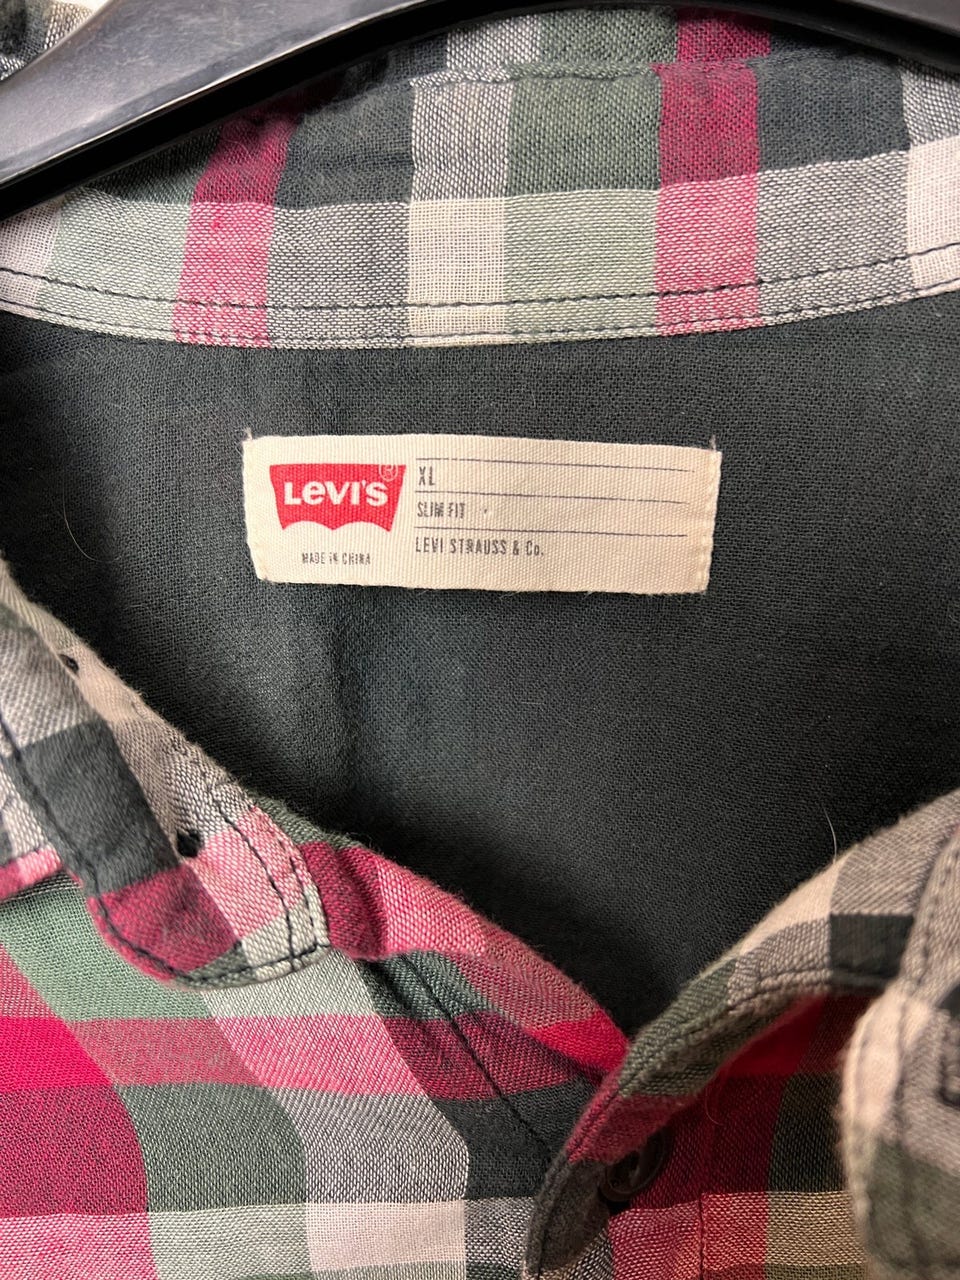 LEVI'S®
XL
SLIM FIT
LEVI STRAUSS & Co.
MADE IN CHINA